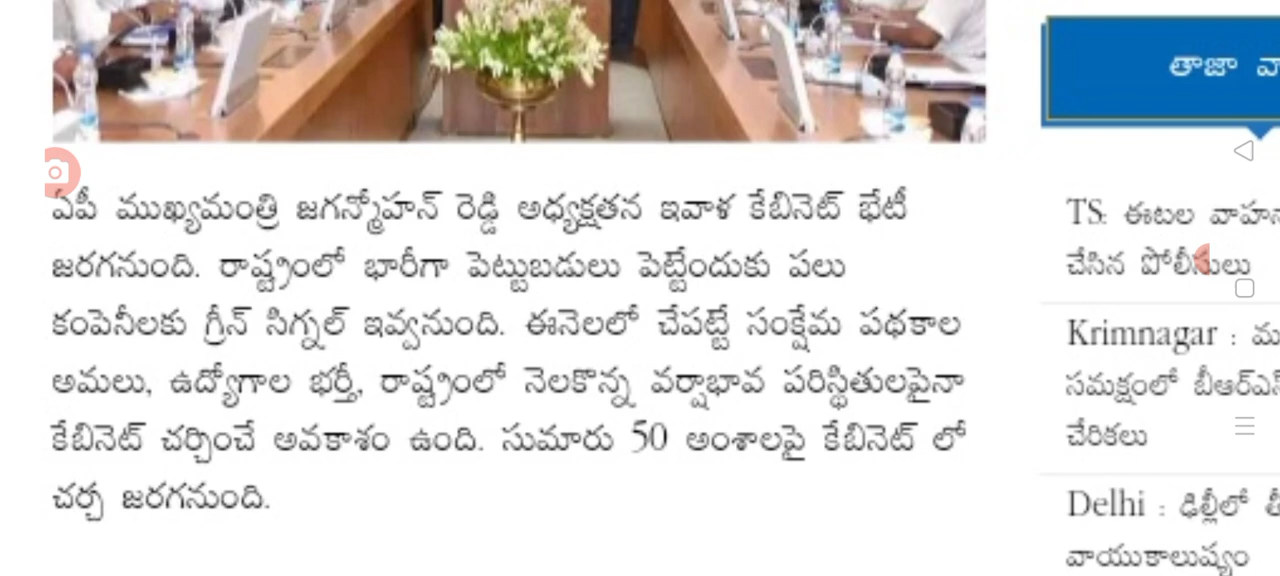 ఏపీ ముఖ్యమంత్రి జగన్మోహన్ రెడ్డి అధ్యక్షతన ఇవాళ కేబినెట్ భేటీ
జరగనుంది. రాష్ట్రంలో భారీగా పెట్టుబడులు పెట్టేందుకు పలు
కంపెనీలకు గ్రీన్ సిగ్నల్ ఇవ్వనుంది. ఈనెలలో చేపట్టే సంక్షేమ పథకాల
అమలు, ఉద్యోగాల భర్తీ, రాష్ట్రంలో నెలకొన్న వర్షాభావ పరిస్థితులపైనా
కేబినెట్ చర్చించే అవకాశం ఉంది. సుమారు 50 అంశాలపై కేబినెట్ లో
చర్చ జరగనుంది.
తాజా
TS: ఈటల
చేసిన పోలీసులు
Krimnagar :
సమక్షంలో
చేరికలు
Delhi : ఢిల్లీలో
వాయుకాలుష్యం